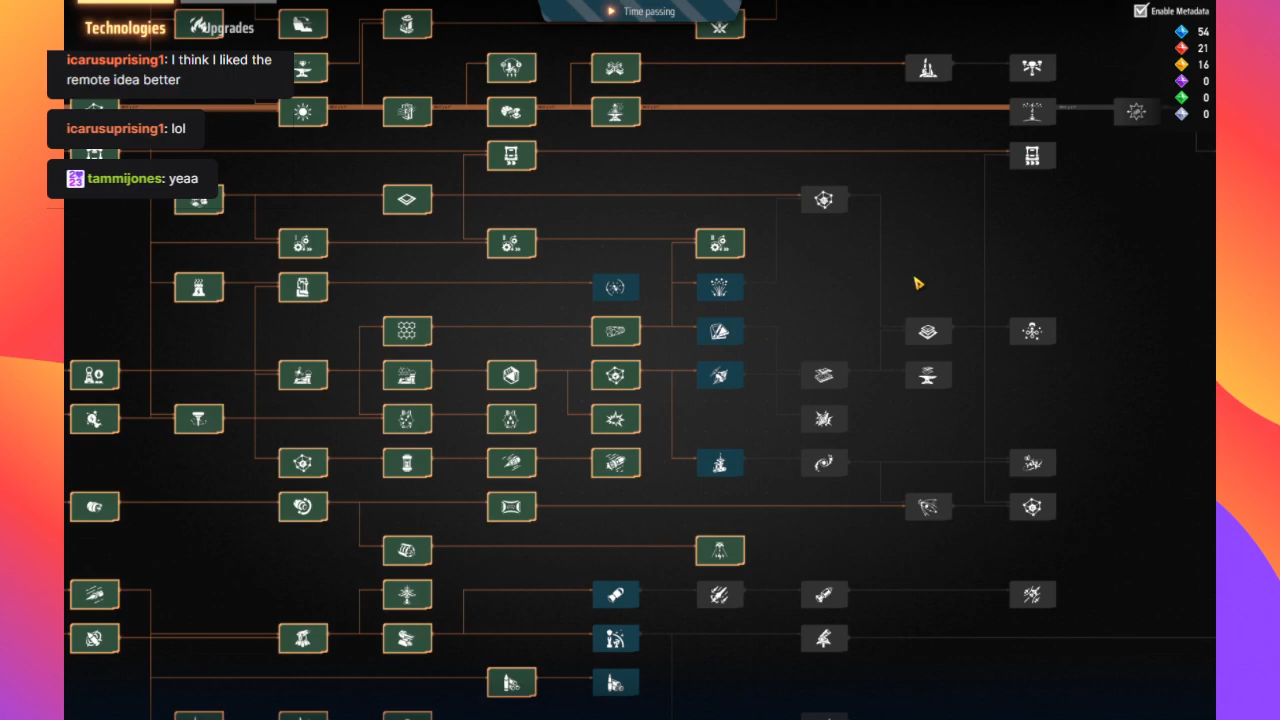 Time passing
Enable Metadata
Technologies
Upgrades
54
21
16
0
0
0
icarusuprising1: I think I liked the
remote idea better
icarusuprising1: lol
tammijones: yeaa